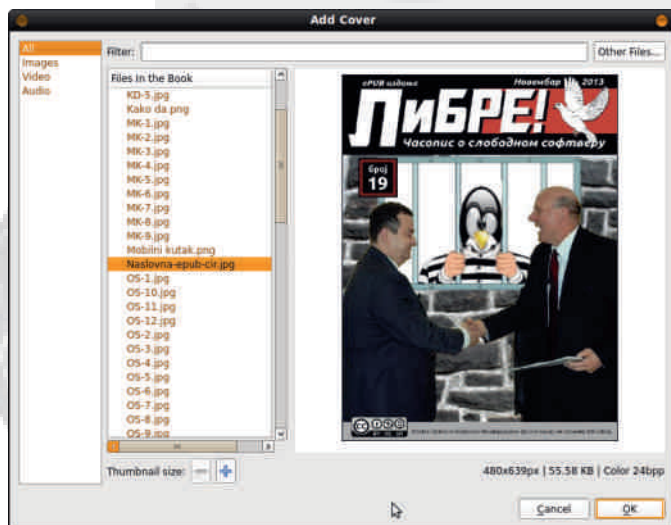 Add Cover
All
Images
Video
Audio
Filter:
Other Files...
Files In the Book
KD-5.jpg
Kako da.png
MK-1.jpg
MK-2.jpg
MK-3.jpg
MK-4.jpg
MK-5.jpg
MK-6.jpg
MK-7.jpg
MK-8.jpg
MK-9.jpg
Mobilni kutak.png
Naslovna-epub-cir.jpg
OS-1.jpg
OS-10.jpg
OS-11.jpg
OS-12.jpg
OS-2.jpg
OS-3.jpg
OS-4.jpg
OS-5.jpg
OS-6.jpg
OS-7.jpg
OS-8.jpg
OS-9.jpg
ePUB издање
Новембар 2013
ЛиБРЕ!
Часопис о слободном софтверу
број
19
Thumbnail size:
480x639px | 55.58 KB | Color 24bpp
Cancel
OK